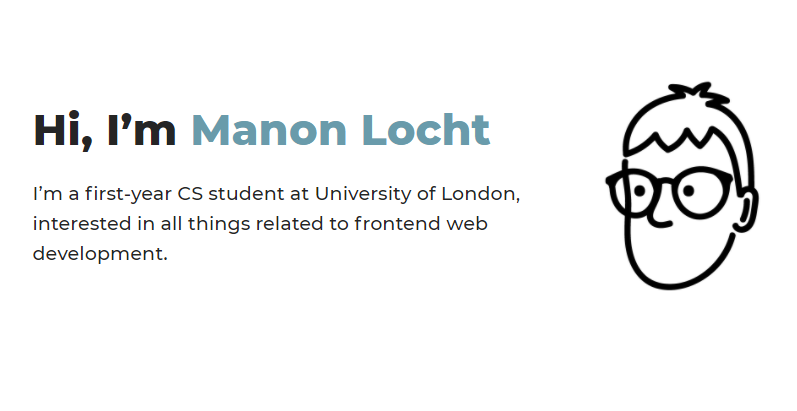 Hi, I’m Manon Locht
I’m a first-year CS student at University of London,
interested in all things related to frontend web
development.